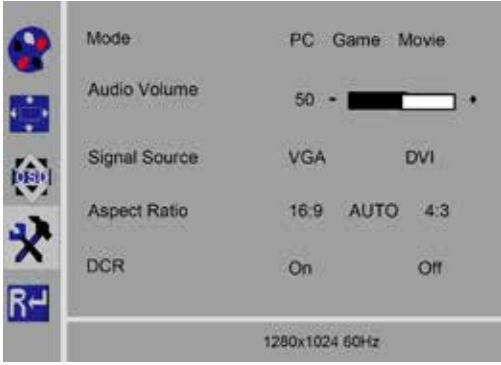 Mode PC Game Movie
Audio Volume 50 - +
Signal Source VGA DVI
OSD
Aspect Ratio 16:9 AUTO 4:3
DCR On Off
R
1280x1024 60Hz